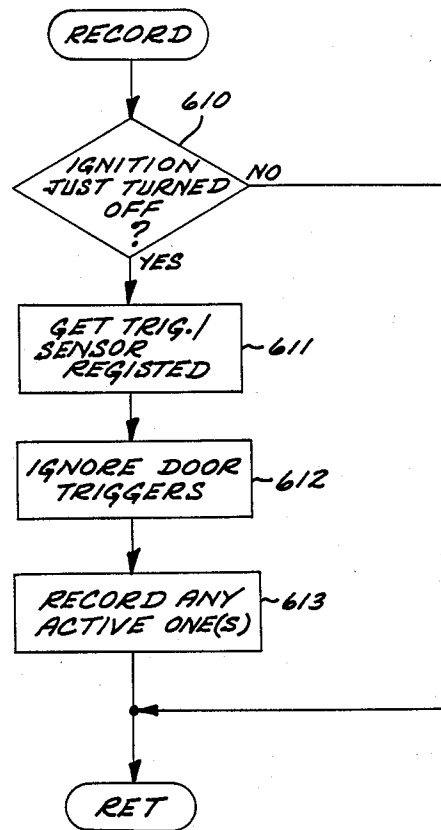 RECORD
610
IGNITION
JUST TURNED
OFF
?
NO
YES
GET TRIG./
SENSOR
REGISTED
611
IGNORE DOOR
TRIGGERS
612
RECORD ANY
ACTIVE ONE(S)
613
RET